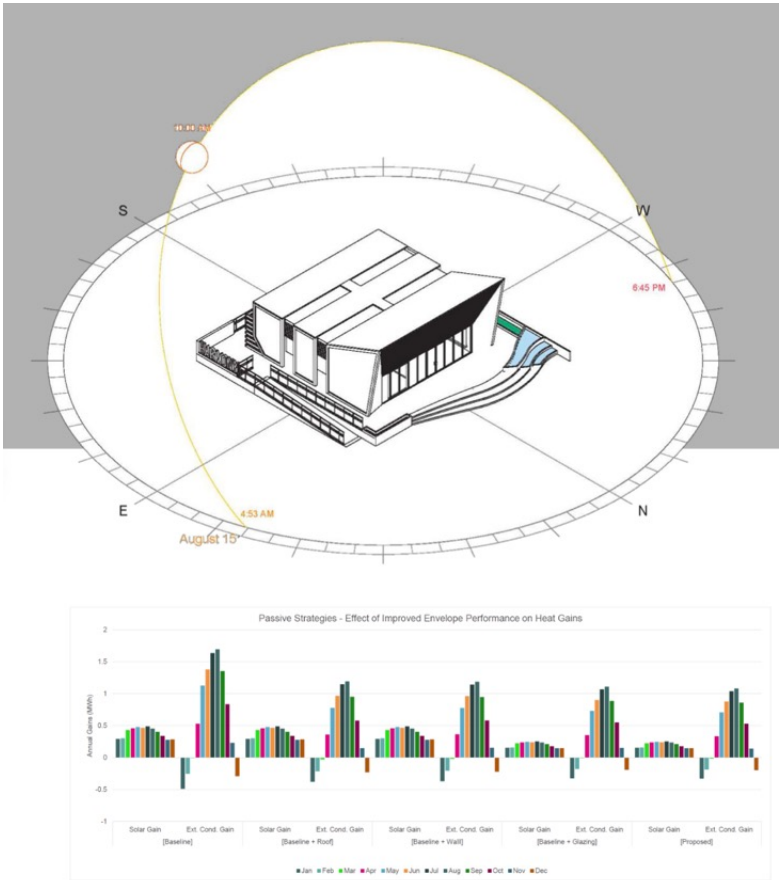 S
W
6:45 PM
E
4:53 AM
N
August 15
Passive Strategies - Effect of Improved Envelope Performance on Heat Gains
Annual Gains (MWh)
2
1.5
1
0.5
0
-0.5
-1
Solar Gain Ext. Cond. Gain Solar Gain Ext. Cond. Gain Solar Gain Ext. Cond. Gain Solar Gain Ext. Cond. Gain Solar Gain Ext. Cond. Gain
[Baseline] [Baseline + Roof] [Baseline + Wall] [Baseline + Glazing] [Proposed]
Jan Feb Mar Apr May Jun Jul Aug Sep Oct Nov Dec